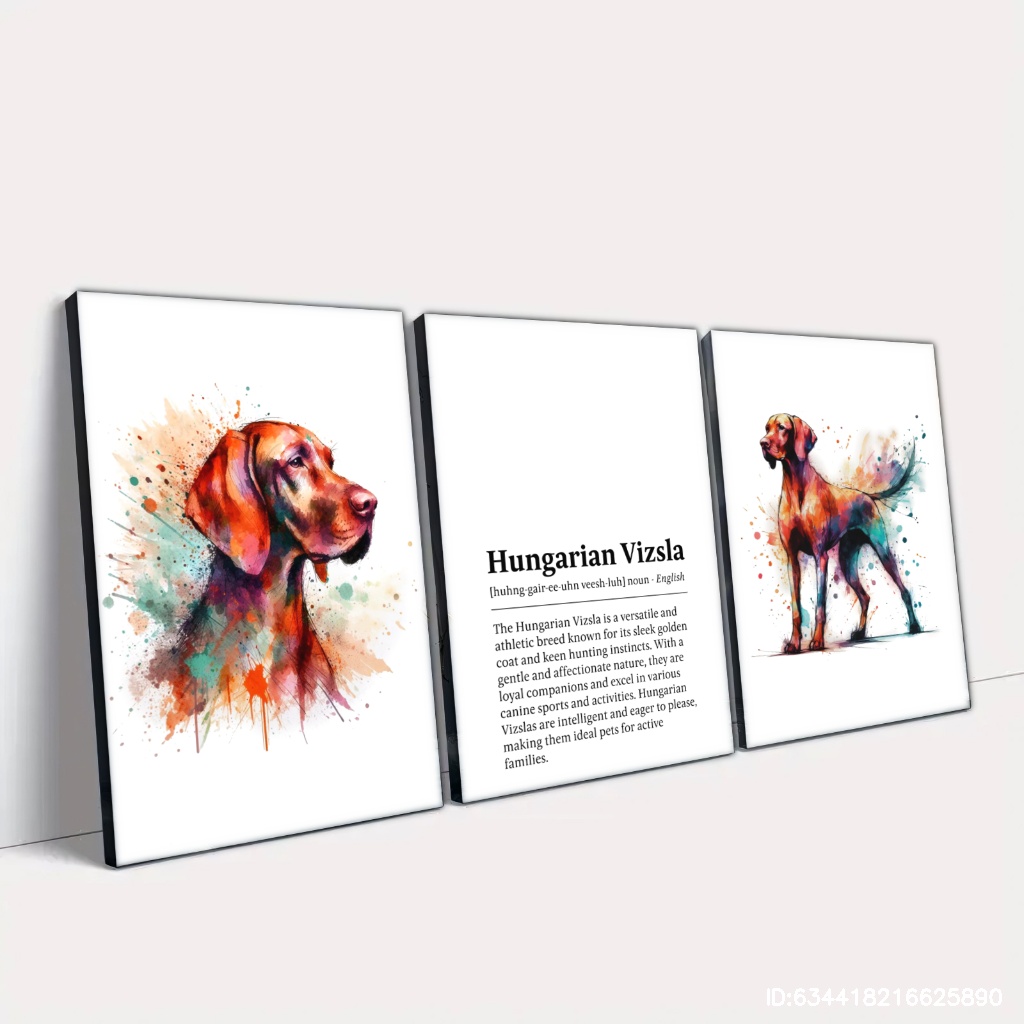 Hungarian Vizsla
[huhng-gair-ee-uhn veesh-luh] noun · English
The Hungarian Vizsla is a versatile and
athletic breed known for its sleek golden
coat and keen hunting instincts. With a
gentle and affectionate nature, they are
loyal companions and excel in various
canine sports and activities. Hungarian
Vizslas are intelligent and eager to please,
making them ideal pets for active
families.
ID:634418216625890